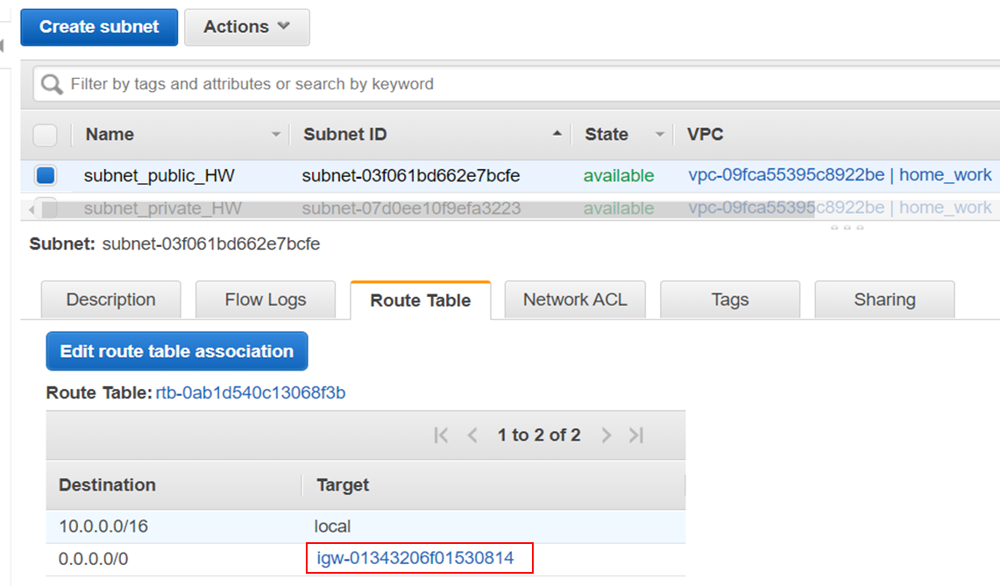 Create subnet Actions
Filter by tags and attributes or search by keyword
Name Subnet ID State VPC
subnet_public_HW subnet-03f061bd662e7bcfe available vpc-09fca55395c8922be | home_work
subnet_private_HW subnet-07d0ee10f9efa3223 available vpc-09fca55395c8922be | home_work
Subnet: subnet-03f061bd662e7bcfe
Description Flow Logs Route Table Network ACL Tags Sharing
Edit route table association
Route Table: rtb-0ab1d540c13068f3b
1 to 2 of 2
Destination Target
10.0.0.0/16 local
0.0.0.0/0 igw-01343206f01530814